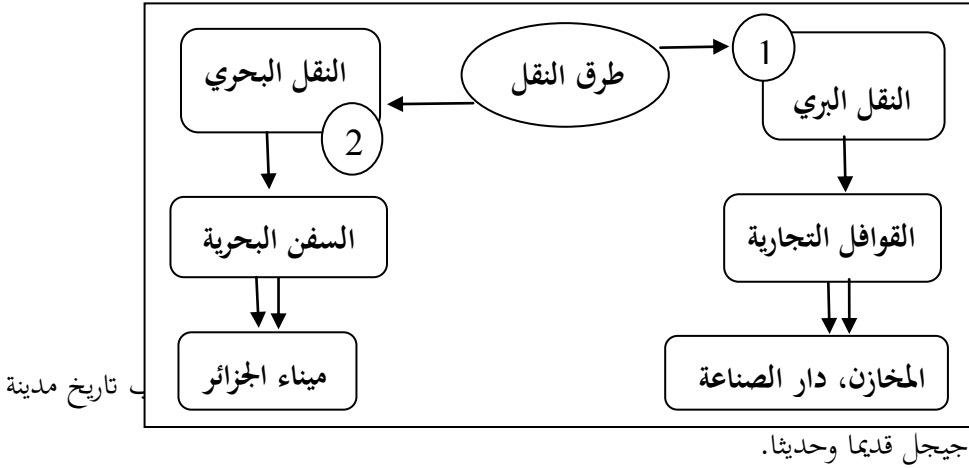 طرق النقل
1
النقل البري
النقل البحري
2
القوافل التجارية
السفن البحرية
المخازن، دار الصناعة
ميناء الجزائر
تاريخ مدينة
جيجل قديما وحديثا.